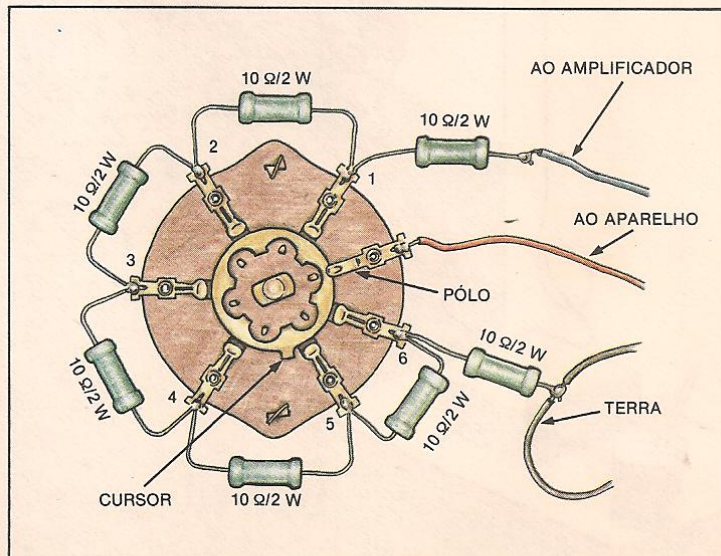 10 Ω/2 W
AO AMPLIFICADOR
10 Ω/2 W
2
1
10 Ω/2 W
AO APARELHO
3
PÓLO
6
10 Ω/2 W
10 Ω/2 W
4
5
10 Ω/2 W
TERRA
CURSOR
10 Ω/2 W